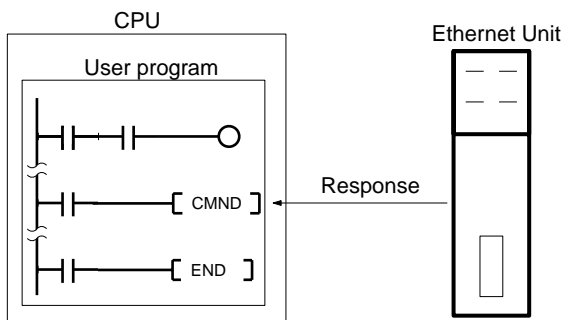 CPU
Ethernet Unit
User program
CMND
Response
END